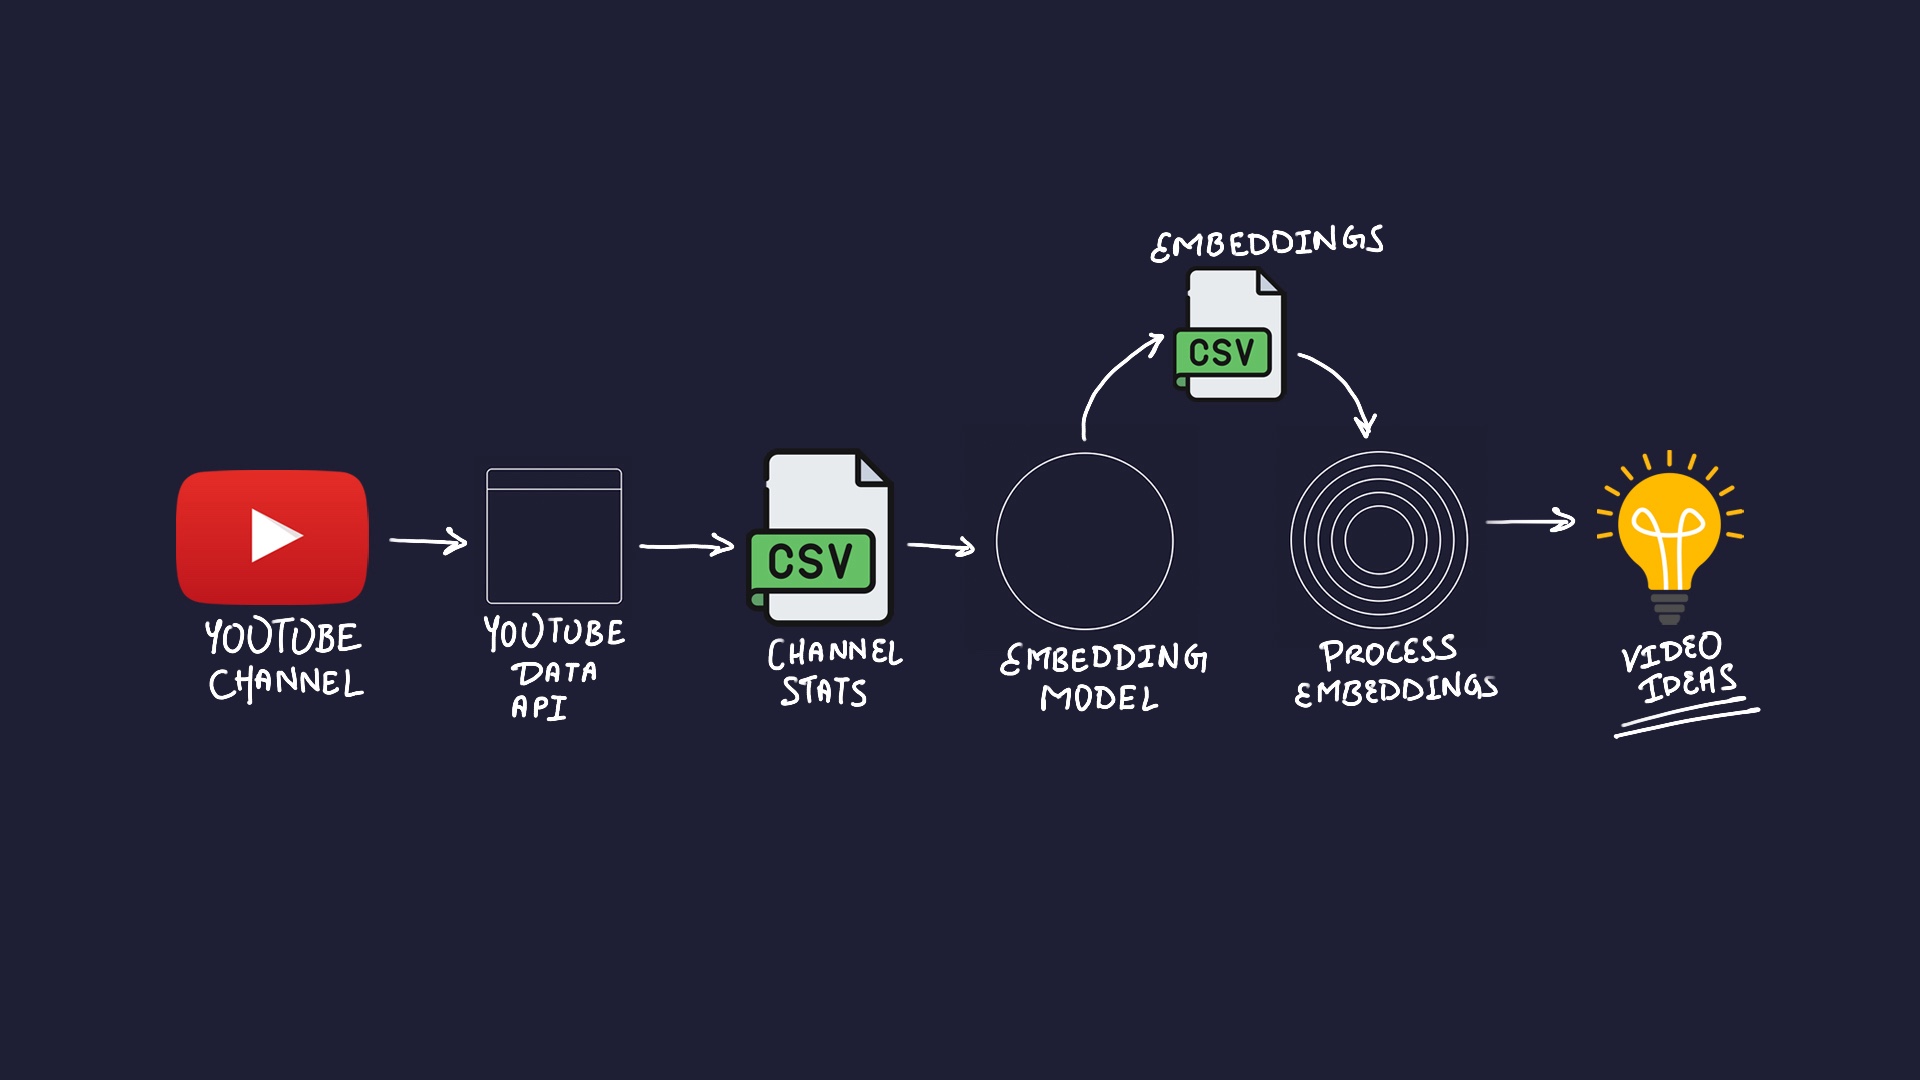 EMBEDDINGS
CSV
CSV
YOUTUBE
CHANNEL
YOUTUBE
DATA
API
CHANNEL
STATS
EMBEDDING
MODEL
PROCESS
EMBEDDINGS
VIDEO
IDEAS